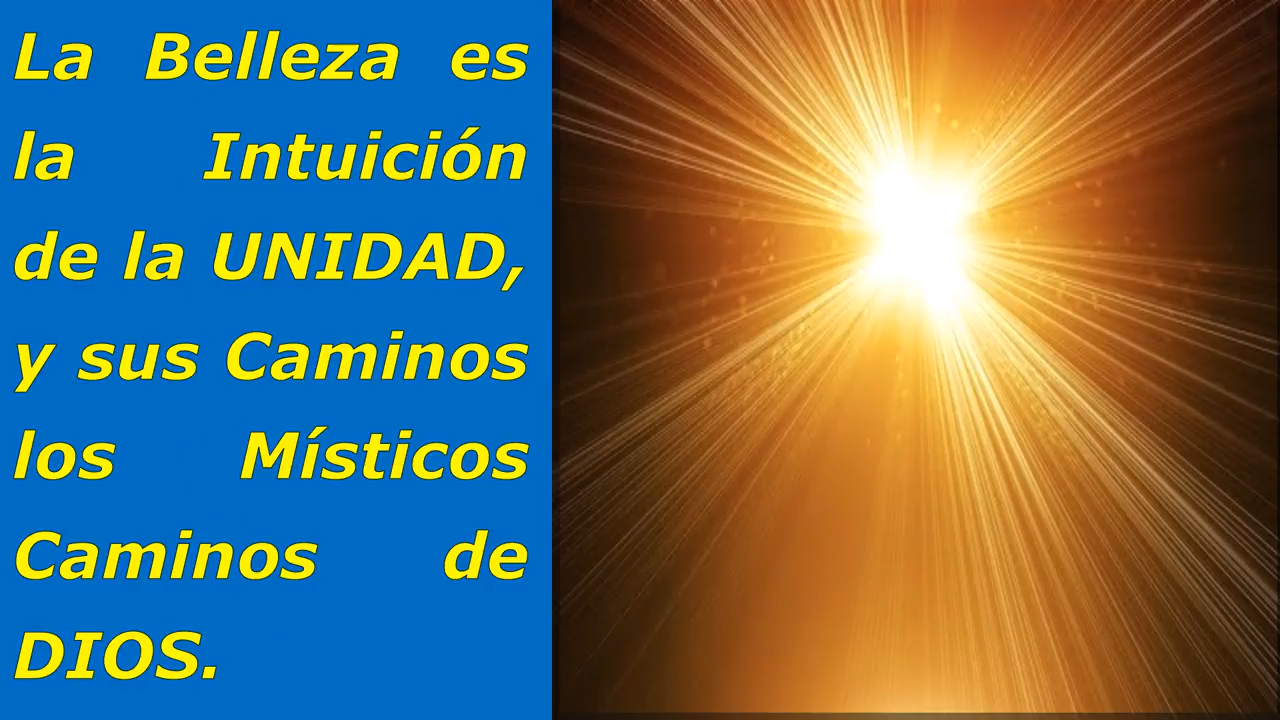 La Belleza es
la Intuición
de la UNIDAD,
y sus Caminos
los Místicos
Caminos de
DIOS.